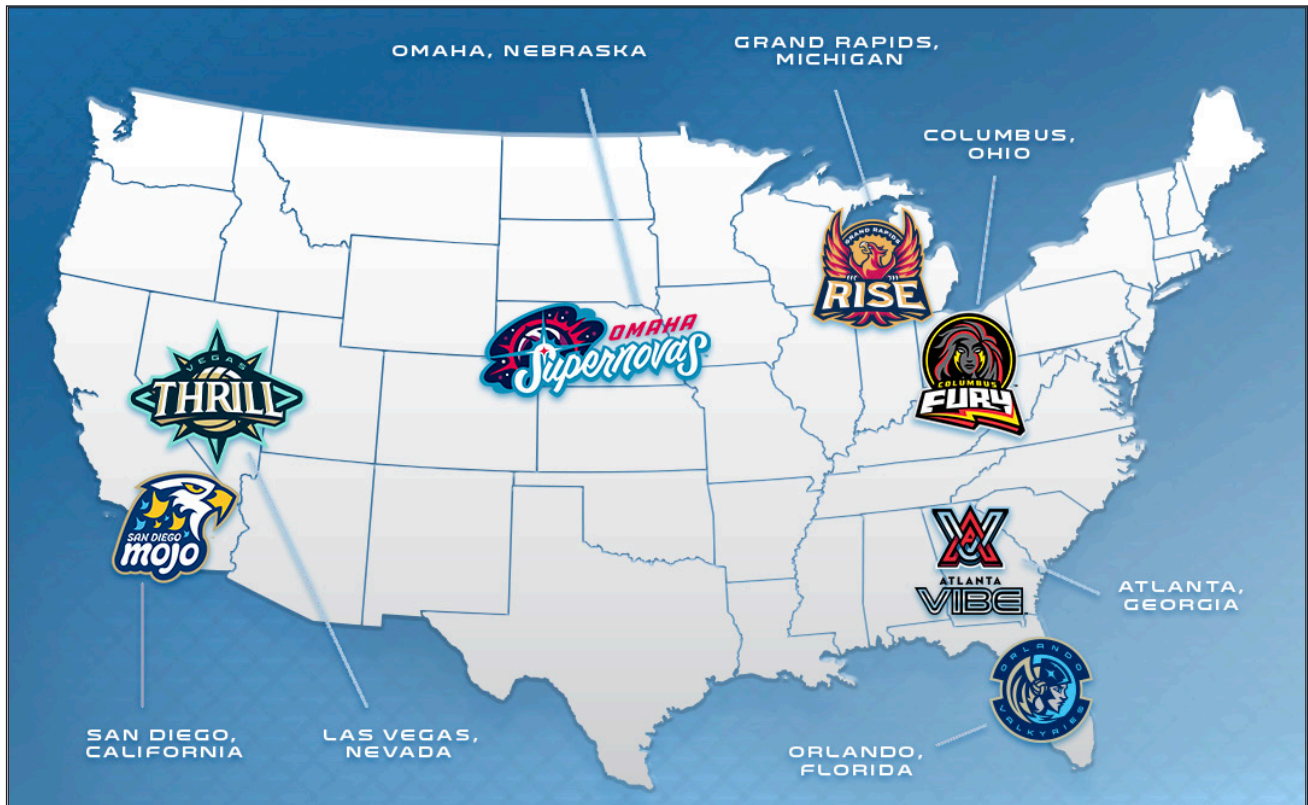 OMAHA, NEBRASKA
GRAND RAPIDS,
MICHIGAN
COLUMBUS,
OHIO
GRAND RAPIDS
RISE
OMAHA
Supernovas
VEGAS
THRILL
COLUMBUS
FURY
SAN DIEGO
mojo
ATLANTA
VIBE
ATLANTA,
GEORGIA
ORLANDO
VALKYRIES
SAN DIEGO,
CALIFORNIA
LAS VEGAS,
NEVADA
ORLANDO,
FLORIDA